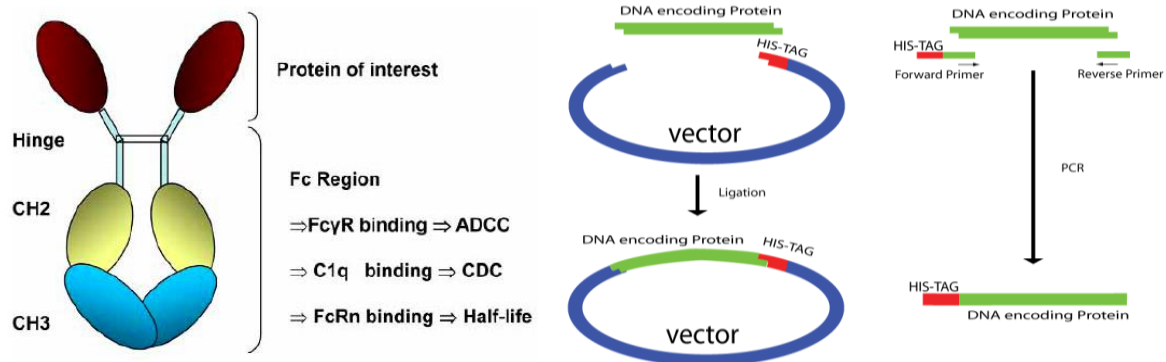 Protein of interest
Hinge
Fc Region
CH2
⇒FcγR binding ⇒ ADCC
⇒ C1q binding ⇒ CDC
CH3
⇒ FcRn binding ⇒ Half-life
DNA encoding Protein
HIS-TAG
vector
Ligation
DNA encoding Protein
HIS-TAG
vector
DNA encoding Protein
HIS-TAG
Forward Primer
Reverse Primer
PCR
HIS-TAG
DNA encoding Protein